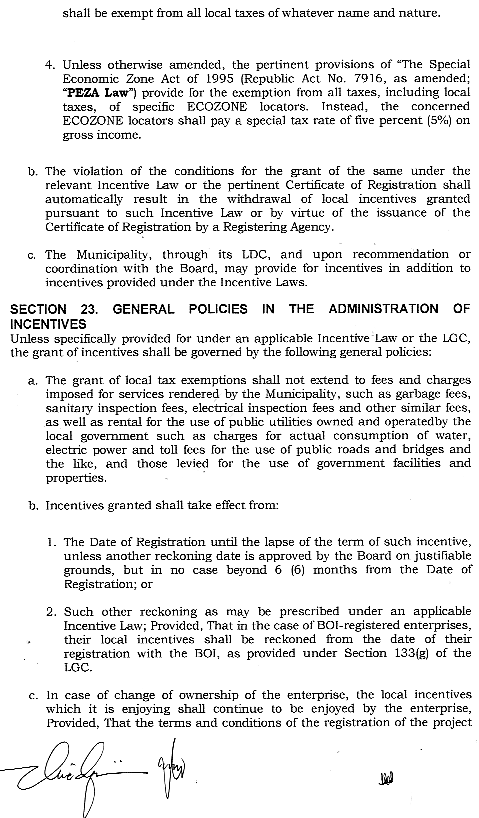 shall be exempt from all local taxes of whatever name and nature.
4. Unless otherwise amended, the pertinent provisions of "The Special
Economic Zone Act of 1995 (Republic Act No. 7916, as amended;
"PEZA Law") provide for the exemption from all taxes, including local
taxes, of specific ECOZONE locators. Instead, the concerned
ECOZONE locators shall pay a special tax rate of five percent (5%) on
gross income.
b. The violation of the conditions for the grant of the same under the
relevant Incentive Law or the pertinent Certificate of Registration shall
automatically result in the withdrawal of local incentives granted
pursuant to such Incentive Law or by virtue of the issuance of the
Certificate of Registration by a Registering Agency.
c. The Municipality, through its LDC, and upon recommendation or
coordination with the Board, may provide for incentives in addition to
incentives provided under the Incentive Laws.
SECTION 23. GENERAL POLICIES IN THE ADMINISTRATION OF
INCENTIVES
Unless specifically provided for under an applicable Incentive Law or the LGC,
the grant of incentives shall be governed by the following general policies:
a. The grant of local tax exemptions shall not extend to fees and charges
imposed for services rendered by the Municipality, such as garbage fees,
sanitary inspection fees, electrical inspection fees and other similar fees,
as well as rental for the use of public utilities owned and operatedby the
local government such as charges for actual consumption of water,
electric power and toll fees for the use of public roads and bridges and
the like, and those levied for the use of government facilities and
properties.
b. Incentives granted shall take effect from:
1. The Date of Registration until the lapse of the term of such incentive,
unless another reckoning date is approved by the Board on justifiable
grounds, but in no case beyond 6 (6) months from the Date of
Registration; or
2. Such other reckoning as may be prescribed under an applicable
Incentive Law; Provided, That in the case of BOI-registered enterprises,
their local incentives shall be reckoned from the date of their
registration with the BOI, as provided under Section 133(g) of the
LGC.
c. In case of change of ownership of the enterprise, the local incentives
which it is enjoying shall continue to be enjoyed by the enterprise,
Provided, That the terms and conditions of the registration of the project